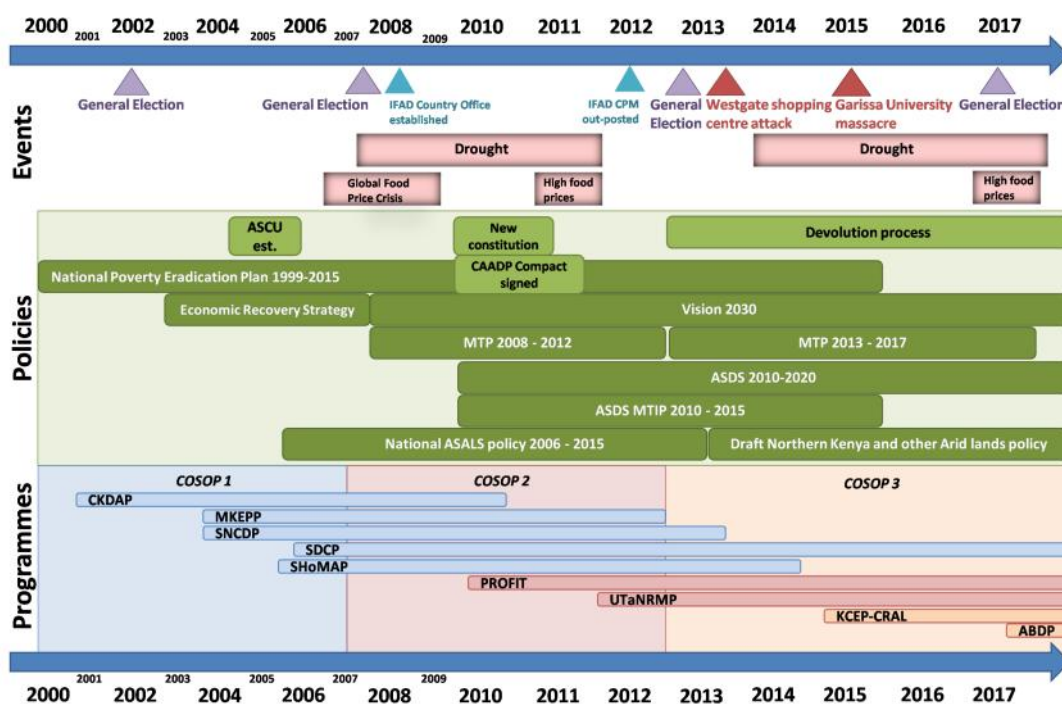 2000 2001 2002 2003 2004 2005 2006 2007 2008 2009 2010 2011 2012 2013 2014 2015 2016 2017
Events
General Election
General Election
IFAD Country Office
established
IFAD CPM
out-posted
General
Election
Westgate shopping
centre attack
Garissa University
massacre
General Election
Drought
Drought
Global Food
Price Crisis
High food
prices
High food
prices
Policies
ASCU
est.
New
constitution
Devolution process
National Poverty Eradication Plan 1999-2015
CAADP Compact
signed
Economic Recovery Strategy
Vision 2030
MTP 2008 - 2012
MTP 2013 - 2017
ASDS 2010-2020
ASDS MTIP 2010 - 2015
National ASALS policy 2006 - 2015
Draft Northern Kenya and other Arid lands policy
Programmes
COSOP 1
COSOP 2
COSOP 3
CKDAP
MKEPP
SNCDP
SDCP
SHoMAP
PROFIT
UTaNRMP
KCEP-CRAL
ABDP
2000 2001 2002 2003 2004 2005 2006 2007 2008 2009 2010 2011 2012 2013 2014 2015 2016 2017